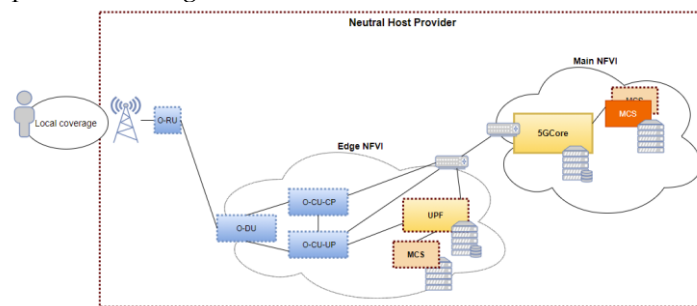 Neutral Host Provider
Main NFVI
MCS
MCS
5GCore
Local coverage
O-RU
Edge NFVI
O-CU-CP
O-DU
UPF
O-CU-UP
MCS